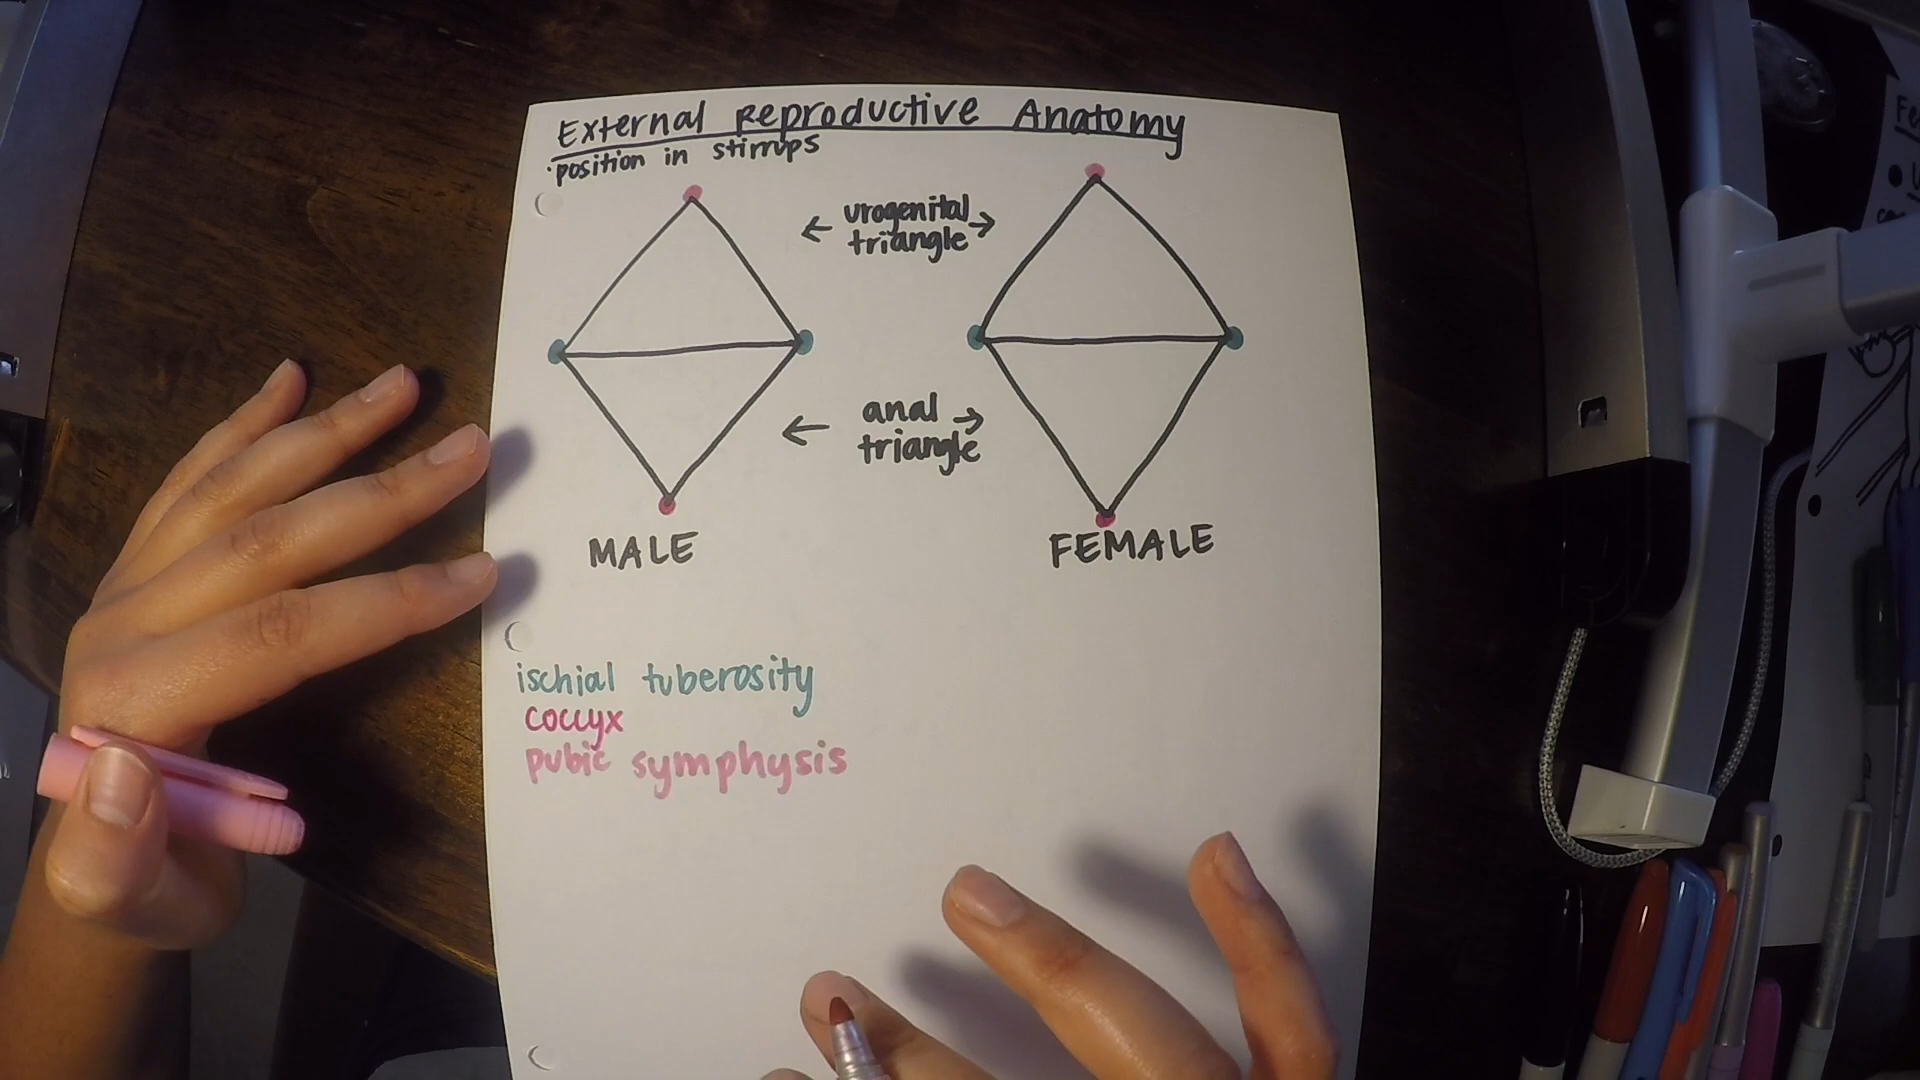 External Reproductive Anatomy
·position in stirrups
← urogenital →
triangle
← anal →
triangle
MALE
FEMALE
ischial tuberosity
coccyx
pubic symphysis